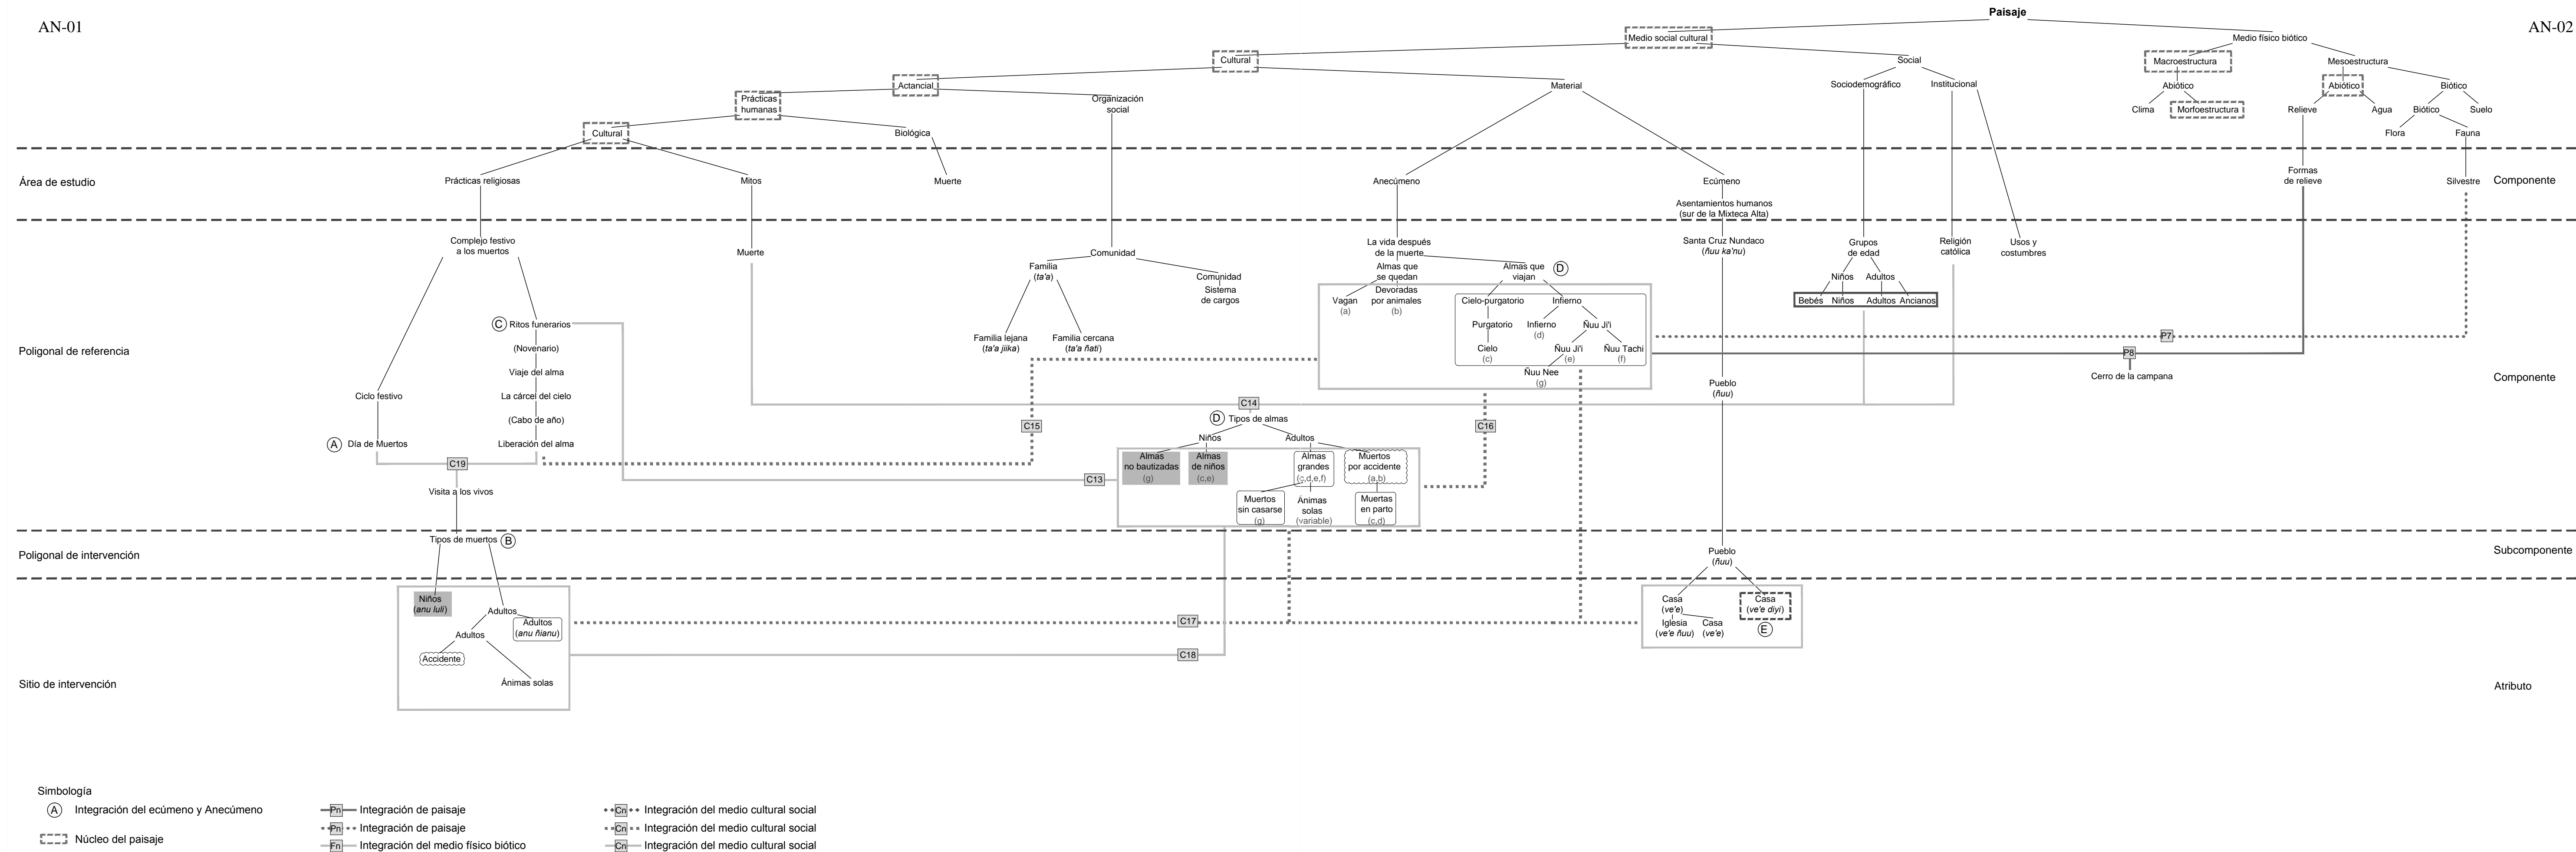 AN-01
Paisaje
AN-02
Medio social cultural
Medio físico biótico
Cultural
Social
Macroestructura
Mesoestructura
Actancial
Material
Sociodemográfico
Institucional
Abiótico
Abiótico
Biótico
Prácticas
humanas
Organización
social
Clima
Morfoestructura
Relieve
Agua
Biótico
Suelo
Cultural
Biológica
Flora
Fauna
Área de estudio
Prácticas religiosas
Mitos
Muerte
Anecúmeno
Ecúmeno
Formas
de relieve
Silvestre
Componente
Asentamientos humanos
(sur de la Mixteca Alta)
Complejo festivo
a los muertos
Muerte
Comunidad
La vida después
de la muerte
Santa Cruz Nundaco
(ñuu ka'nu)
Grupos
de edad
Religión
católica
Usos y
costumbres
Familia
(ta'a)
Comunidad
Sistema
de cargos
Almas que
se quedan
Almas que
viajan
D
Niños
Adultos
Vagan
(a)
Devoradas
por animales
(b)
Cielo-purgatorio
Infierno
Bebés
Niños
Adultos
Ancianos
C
Ritos funerarios
Purgatorio
Infierno
(d)
Ñuu Ji'i
Familia lejana
(ta'a jiika)
Familia cercana
(ta'a ñati)
P7
Poligonal de referencia
(Novenario)
Cielo
(c)
Ñuu Ji'i
(e)
Ñuu Tachi
(f)
P8
Viaje del alma
Ñuu Nee
(g)
Cerro de la campana
Componente
Pueblo
(ñuu)
Ciclo festivo
La cárcel del cielo
C14
(Cabo de año)
D
Tipos de almas
C15
C16
A
Día de Muertos
Liberación del alma
Niños
Adultos
C19
Almas
no bautizadas
(g)
Almas
de niños
(c,e)
Almas
grandes
(c,d,e,f)
Muertos
por accidente
(a,b)
C13
Visita a los vivos
Muertos
sin casarse
(g)
Ánimas
solas
(variable)
Muertas
en parto
(c,d)
Tipos de muertos
B
Poligonal de intervención
Pueblo
(ñuu)
Subcomponente
Niños
(anu luli)
Adultos
Casa
(ve'e)
Casa
(ve'e diyi)
Adultos
(anu ñianu)
C17
Iglesia
(ve'e ñuu)
Casa
(ve'e)
E
Adultos
Accidente
C18
Ánimas solas
Sitio de intervención
Atributo
Simbología
A
Integración del ecúmeno y Anecúmeno
Pn
Integración de paisaje
Cn
Integración del medio cultural social
Pn
Integración de paisaje
Cn
Integración del medio cultural social
Núcleo del paisaje
Fn
Integración del medio físico biótico
Cn
Integración del medio cultural social